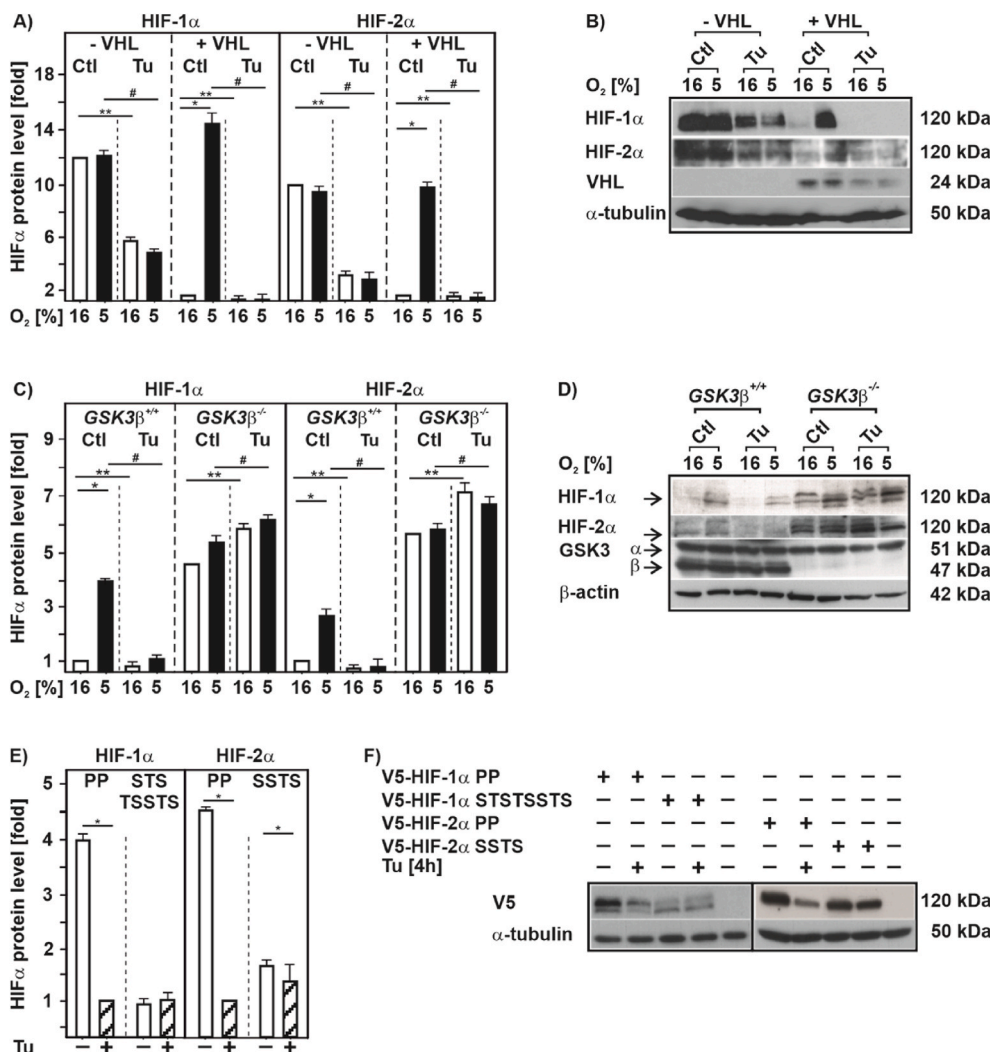 A)
HIF-1α HIF-2α
- VHL + VHL - VHL + VHL
Ctl Tu Ctl Tu Ctl Tu Ctl Tu
HIFα protein level [fold]
18
14
10
6
2
# # # #
** ** ** **
* *
O2 [%] 16 5 16 5 16 5 16 5 16 5 16 5 16 5 16 5
B)
- VHL + VHL
Ctl Tu Ctl Tu
O2 [%] 16 5 16 5 16 5 16 5
HIF-1α 120 kDa
HIF-2α 120 kDa
VHL 24 kDa
α-tubulin 50 kDa
C)
HIF-1α HIF-2α
GSK3β+/+ GSK3β-/- GSK3β+/+ GSK3β-/-
Ctl Tu Ctl Tu Ctl Tu Ctl Tu
HIFα protein level [fold]
9
7
5
3
1
# # # #
** ** ** **
* *
O2 [%] 16 5 16 5 16 5 16 5 16 5 16 5 16 5 16 5
D)
GSK3β+/+ GSK3β-/-
Ctl Tu Ctl Tu
O2 [%] 16 5 16 5 16 5 16 5
HIF-1α 120 kDa
HIF-2α 120 kDa
GSK3 α 51 kDa
β 47 kDa
β-actin 42 kDa
E)
HIF-1α HIF-2α
PP STS PP SSTS
TSSTS
HIFα protein level [fold]
5
4
3
2
1
* * *
Tu − + − + − + − +
F)
V5-HIF-1α PP + + − − − − − − − −
V5-HIF-1α STSTSSTS − − + + − − − − − −
V5-HIF-2α PP − − − − − + + − − −
V5-HIF-2α SSTS − − − − − − − + + −
Tu [4h] − + − + − − + − + −
V5 120 kDa
α-tubulin 50 kDa